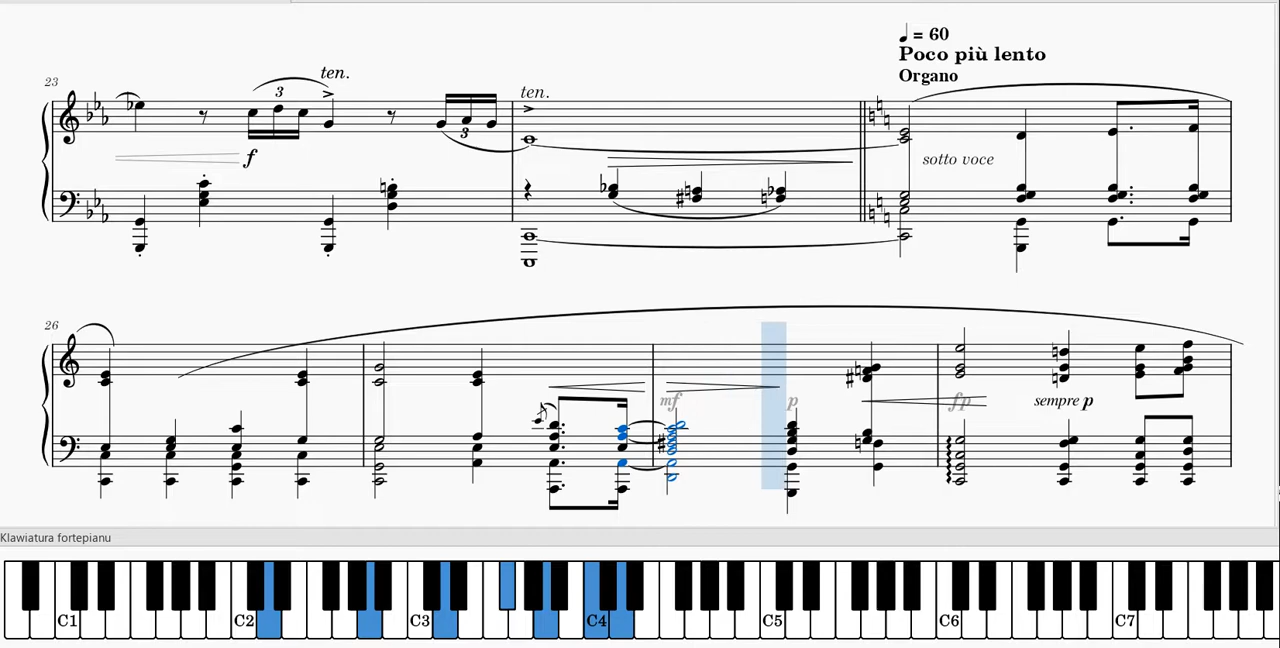 ♩ = 60
Poco più lento
Organo
23
ten.
3
ten.
f
3
sotto voce
26
mf
p
fp
sempre p
Klawiatura fortepianu
C1 C2 C3 C4 C5 C6 C7